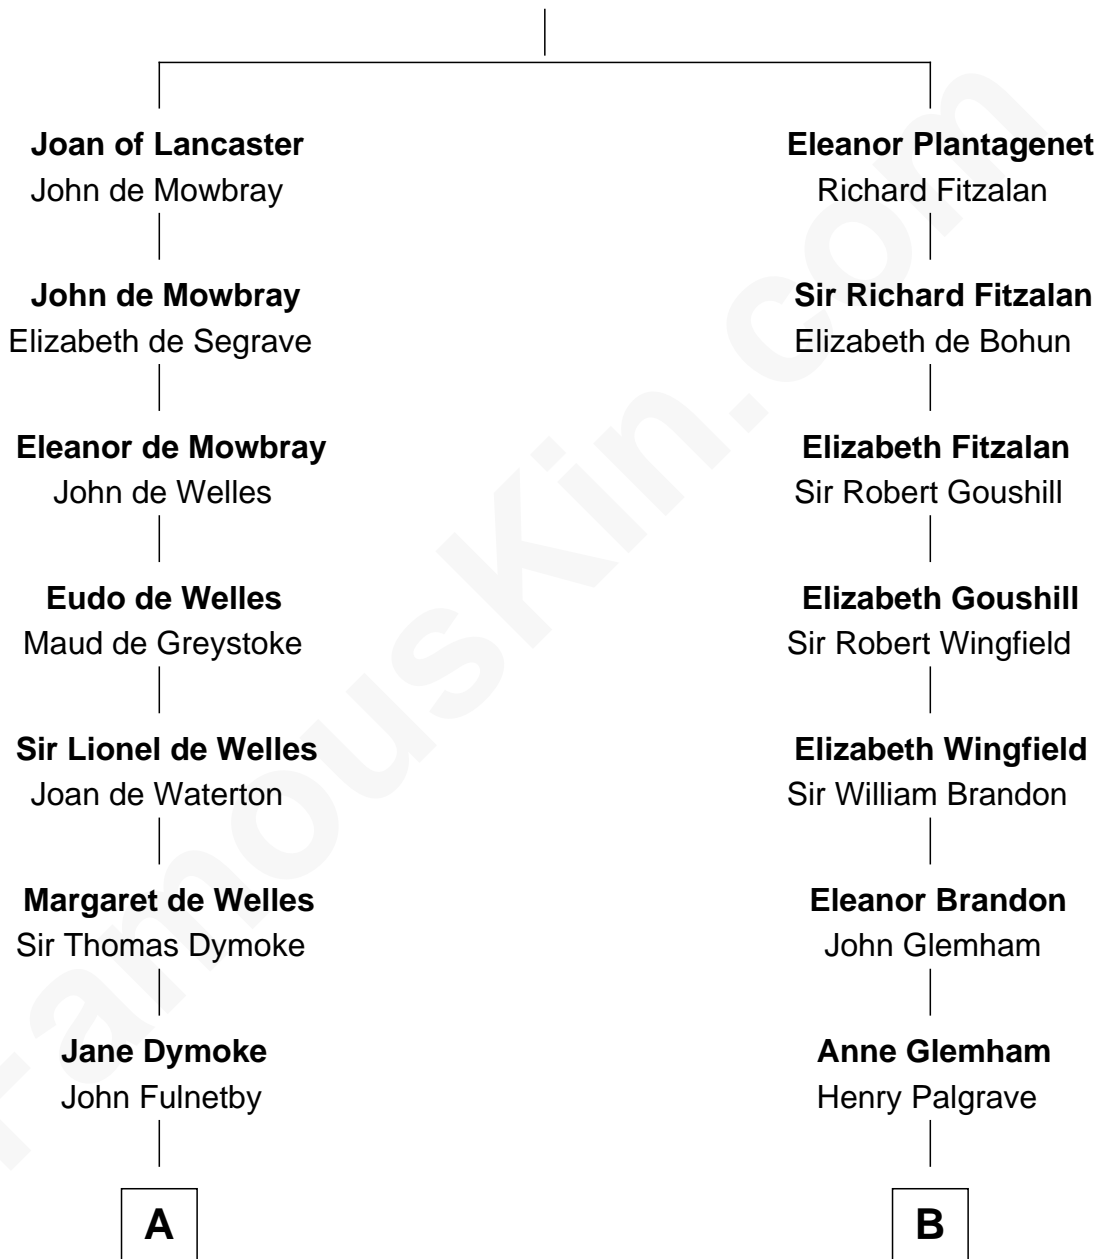 Joan of Lancaster
John de Mowbray
John de Mowbray
Elizabeth de Segrave
Eleanor de Mowbray
John de Welles
Eudo de Welles
Maud de Greystoke
Sir Lionel de Welles
Joan de Waterton
Margaret de Welles
Sir Thomas Dymoke
Jane Dymoke
John Fulnetby
A
Eleanor Plantagenet
Richard Fitzalan
Sir Richard Fitzalan
Elizabeth de Bohun
Elizabeth Fitzalan
Sir Robert Goushill
Elizabeth Goushill
Sir Robert Wingfield
Elizabeth Wingfield
Sir William Brandon
Eleanor Brandon
John Glemham
Anne Glemham
Henry Palgrave
B
FamousKin.com